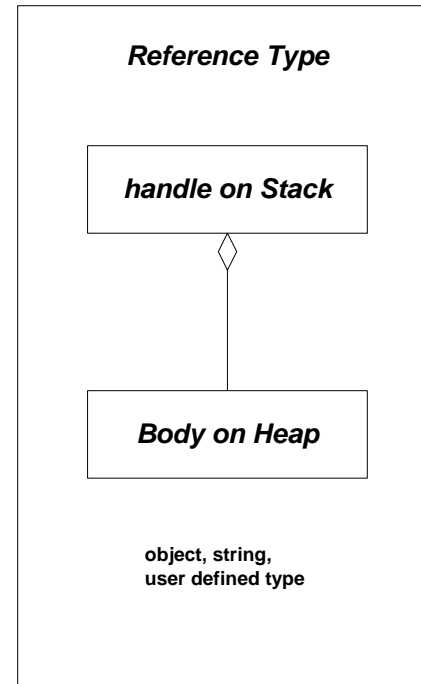 Reference Type
handle on Stack
Body on Heap
object, string,
user defined type